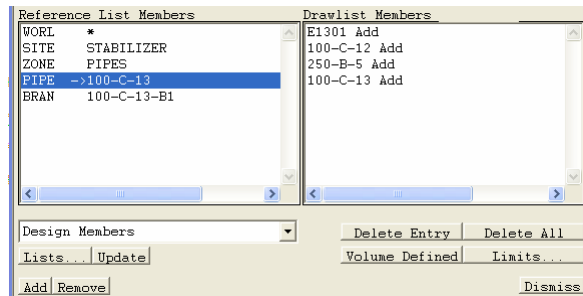 Reference List Members
WORL *
SITE STABILIZER
ZONE PIPES
PIPE ->100-C-13
BRAN 100-C-13-B1
Drawlist Members
E1301 Add
100-C-12 Add
250-B-5 Add
100-C-13 Add
Design Members
Delete Entry Delete All
Lists... Update
Volume Defined Limits...
Add Remove
Dismiss